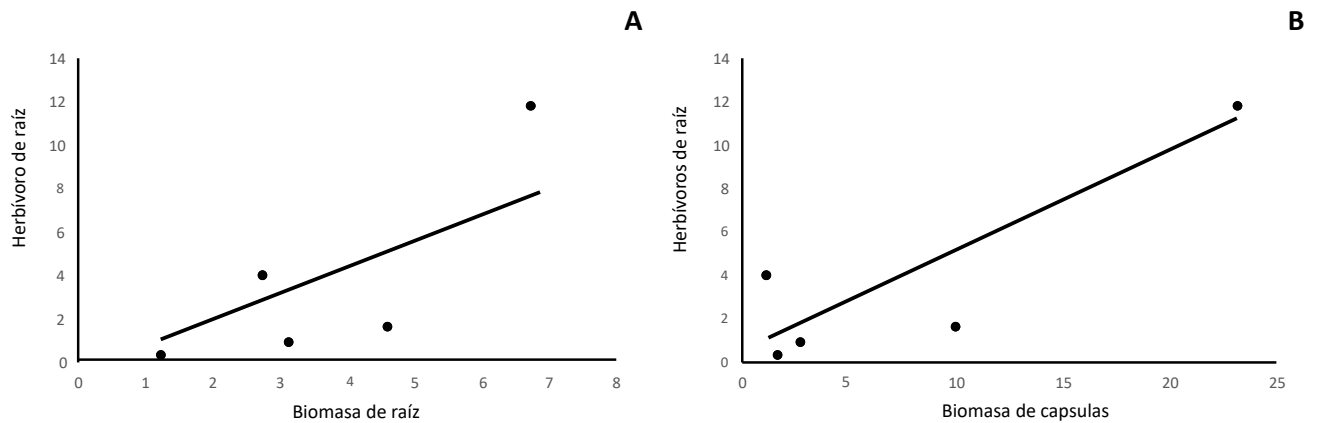 A
14
12
10
8
6
4
2
0
Herbívoro de raíz
0 1 2 3 4 5 6 7 8
Biomasa de raíz
B
14
12
10
8
6
4
2
0
Herbívoros de raíz
0 5 10 15 20 25
Biomasa de capsulas